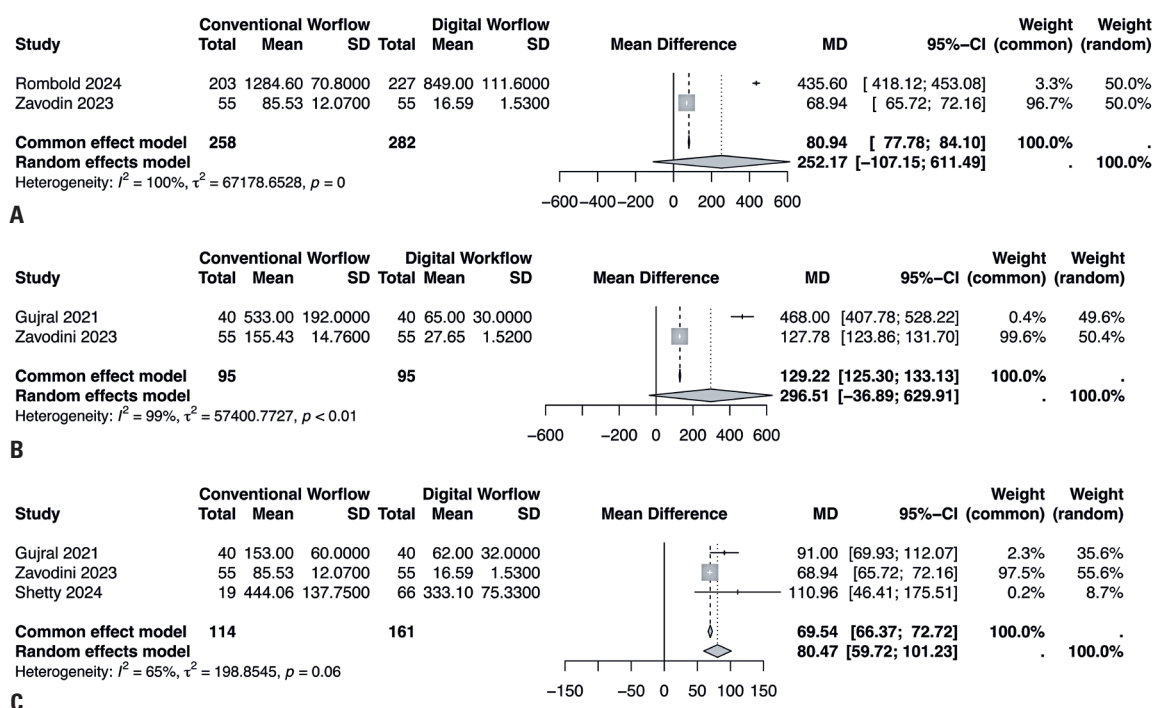 Conventional Worflow Digital Worflow Weight Weight
Study Total Mean SD Total Mean SD Mean Difference MD 95%−CI (common) (random)
Rombold 2024 203 1284.60 70.8000 227 849.00 111.6000 435.60 [ 418.12; 453.08] 3.3% 50.0%
Zavodin 2023 55 85.53 12.0700 55 16.59 1.5300 68.94 [ 65.72; 72.16] 96.7% 50.0%
Common effect model 258 282 80.94 [ 77.78; 84.10] 100.0% .
Random effects model 252.17 [−107.15; 611.49] . 100.0%
Heterogeneity: I² = 100%, τ² = 67178.6528, p = 0
−600−400−200 0 200 400 600
A
Conventional Worflow Digital Workflow Weight Weight
Study Total Mean SD Total Mean SD Mean Difference MD 95%−CI (common) (random)
Gujral 2021 40 533.00 192.0000 40 65.00 30.0000 468.00 [407.78; 528.22] 0.4% 49.6%
Zavodini 2023 55 155.43 14.7600 55 27.65 1.5200 127.78 [123.86; 131.70] 99.6% 50.4%
Common effect model 95 95 129.22 [125.30; 133.13] 100.0% .
Random effects model 296.51 [−36.89; 629.91] . 100.0%
Heterogeneity: I² = 99%, τ² = 57400.7727, p < 0.01
−600 −200 0 200 400 600
B
Conventional Worflow Digital Worflow Weight Weight
Study Total Mean SD Total Mean SD Mean Difference MD 95%−CI (common) (random)
Gujral 2021 40 153.00 60.0000 40 62.00 32.0000 91.00 [69.93; 112.07] 2.3% 35.6%
Zavodini 2023 55 85.53 12.0700 55 16.59 1.5300 68.94 [65.72; 72.16] 97.5% 55.6%
Shetty 2024 19 444.06 137.7500 66 333.10 75.3300 110.96 [46.41; 175.51] 0.2% 8.7%
Common effect model 114 161 69.54 [66.37; 72.72] 100.0% .
Random effects model 80.47 [59.72; 101.23] . 100.0%
Heterogeneity: I² = 65%, τ² = 198.8545, p = 0.06
−150 −50 0 50 100 150
C